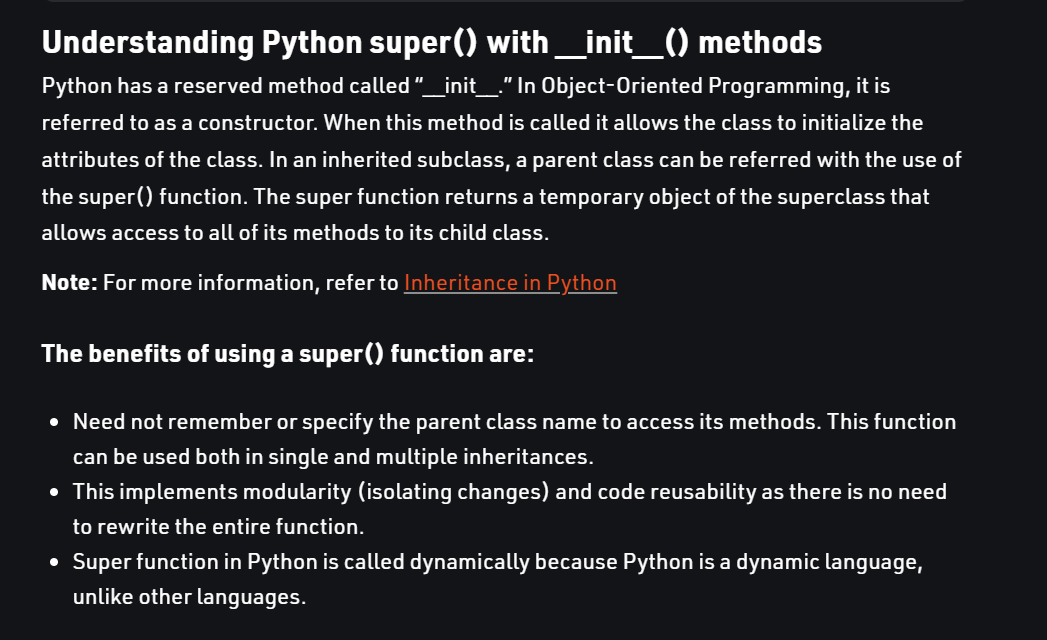 Understanding Python super() with __init__() methods
Python has a reserved method called “__init__.” In Object-Oriented Programming, it is
referred to as a constructor. When this method is called it allows the class to initialize the
attributes of the class. In an inherited subclass, a parent class can be referred with the use of
the super() function. The super function returns a temporary object of the superclass that
allows access to all of its methods to its child class.
Note: For more information, refer to Inheritance in Python
The benefits of using a super() function are:
• Need not remember or specify the parent class name to access its methods. This function
can be used both in single and multiple inheritances.
• This implements modularity (isolating changes) and code reusability as there is no need
to rewrite the entire function.
• Super function in Python is called dynamically because Python is a dynamic language,
unlike other languages.